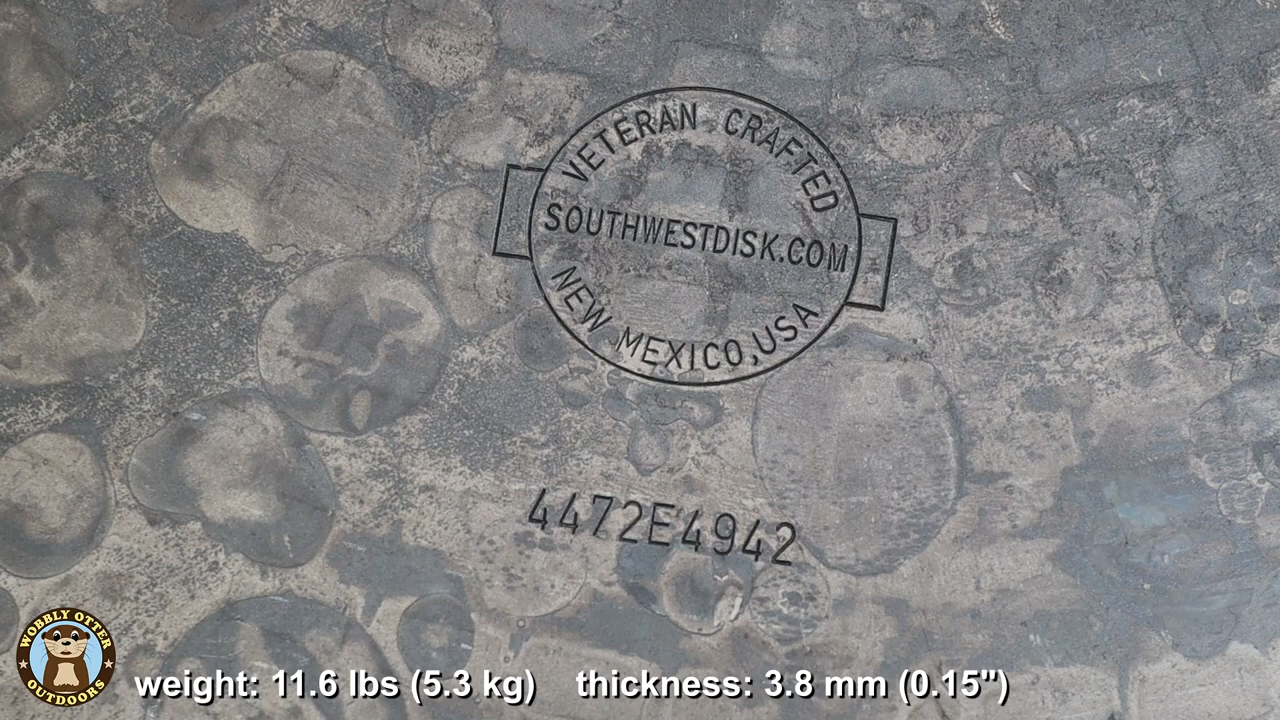 VETERAN CRAFTED
SOUTHWESTDISK.COM
NEW MEXICO, USA
4472E4942
WOBBLY OTTER
OUTDOORS
weight: 11.6 lbs (5.3 kg) thickness: 3.8 mm (0.15")